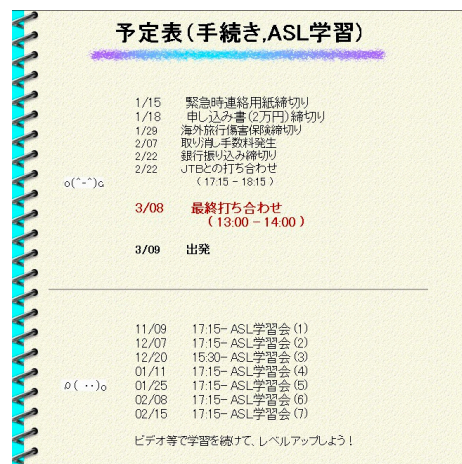 予定表(手続き,ASL学習)
1/15 緊急時連絡用紙締切り
1/18 申し込み書(2万円)締切り
1/29 海外旅行傷害保険締切り
2/07 取り消し手数料発生
2/22 銀行振り込み締切り
2/22 JTBとの打ち合わせ
(17:15 - 18:15)
o(^-^)G
3/08 最終打ち合わせ
(13:00 - 14:00)
3/09 出発
11/09 17:15- ASL学習会(1)
12/07 17:15- ASL学習会(2)
12/20 15:30- ASL学習会(3)
01/11 17:15- ASL学習会(4)
01/25 17:15- ASL学習会(5)
02/08 17:15- ASL学習会(6)
02/15 17:15- ASL学習会(7)
ρ( ··)o
ビデオ等で学習を続けて、レベルアップしよう!